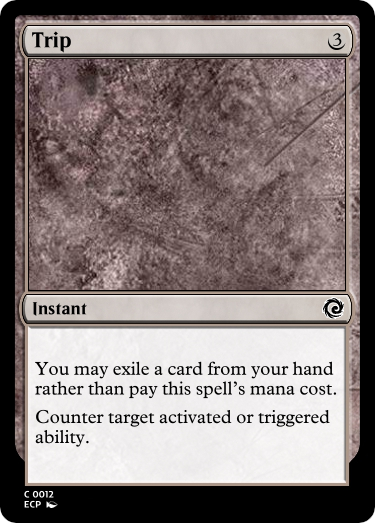 Trip 3
Instant
You may exile a card from your hand
rather than pay this spell's mana cost.
Counter target activated or triggered
ability.
C 0012
ECP